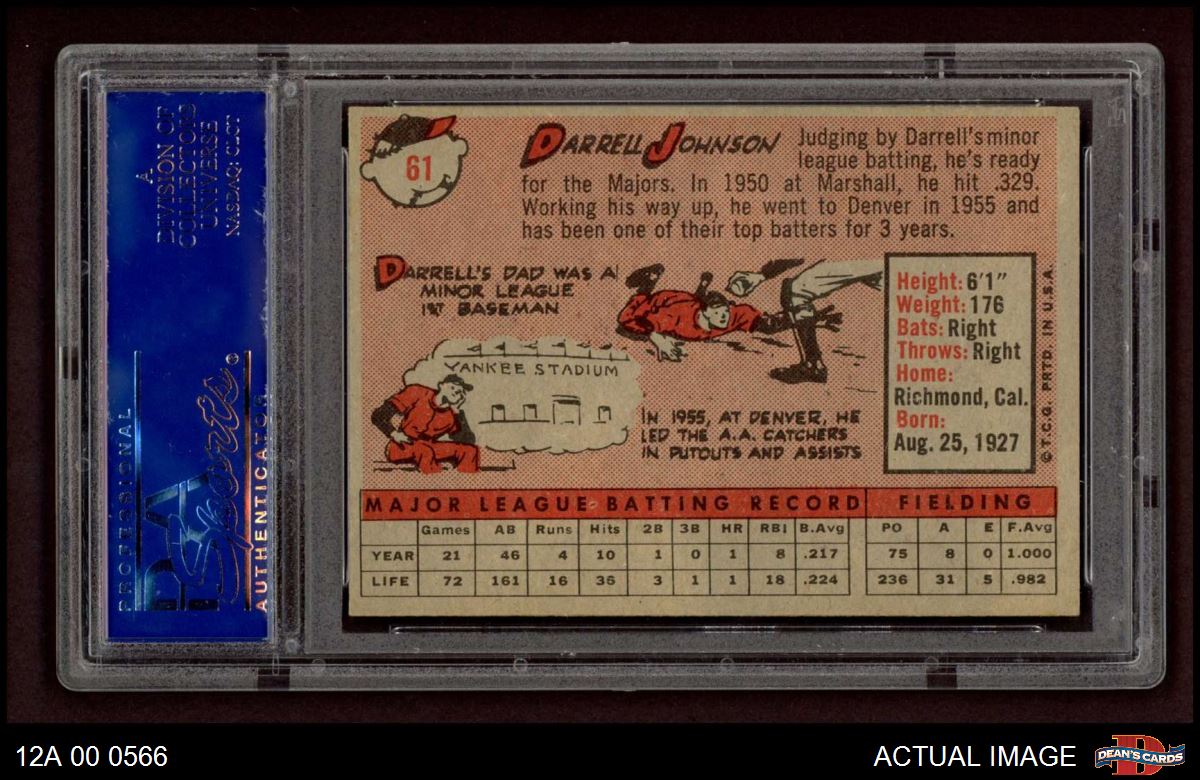 A
DIVISION OF
COLLECTORS
UNIVERSE
NASDAQ: CLCT
PSA
Sports®
PROFESSIONAL
AUTHENTICATOR
61
DARRELL JOHNSON
Judging by Darrell's minor
league batting, he's ready
for the Majors. In 1950 at Marshall, he hit .329.
Working his way up, he went to Denver in 1955 and
has been one of their top batters for 3 years.
DARRELL'S DAD WAS A
MINOR LEAGUE
1ST BASEMAN
YANKEE STADIUM
IN 1955, AT DENVER, HE
LED THE A.A. CATCHERS
IN PUTOUTS AND ASSISTS
Height: 6'1"
Weight: 176
Bats: Right
Throws: Right
Home:
Richmond, Cal.
Born:
Aug. 25, 1927
© T.C.G. PRTD. IN U.S.A.
MAJOR LEAGUE BATTING RECORD FIELDING
Games AB Runs Hits 2B 3B HR RBI B.Avg PO A E F.Avg
YEAR 21 46 4 10 1 0 1 8 .217 75 8 0 1.000
LIFE 72 161 16 36 3 1 1 18 .224 236 31 5 .982
12A 00 0566
ACTUAL IMAGE
D
DEAN'S CARDS